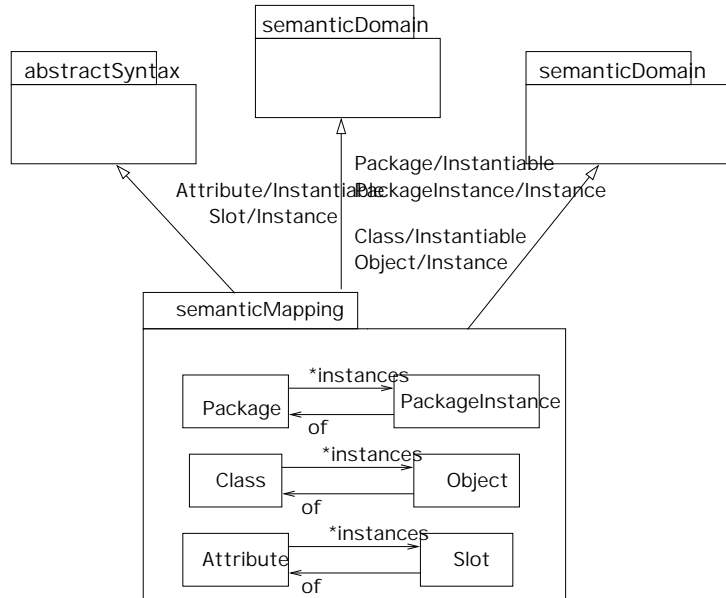 semanticDomain
abstractSyntax
semanticDomain
Package/Instantiable
Attribute/Instantiable
PackageInstance/Instance
Slot/Instance
Class/Instantiable
Object/Instance
semanticMapping
*instances
Package
PackageInstance
of
*instances
Class
Object
of
*instances
Attribute
Slot
of